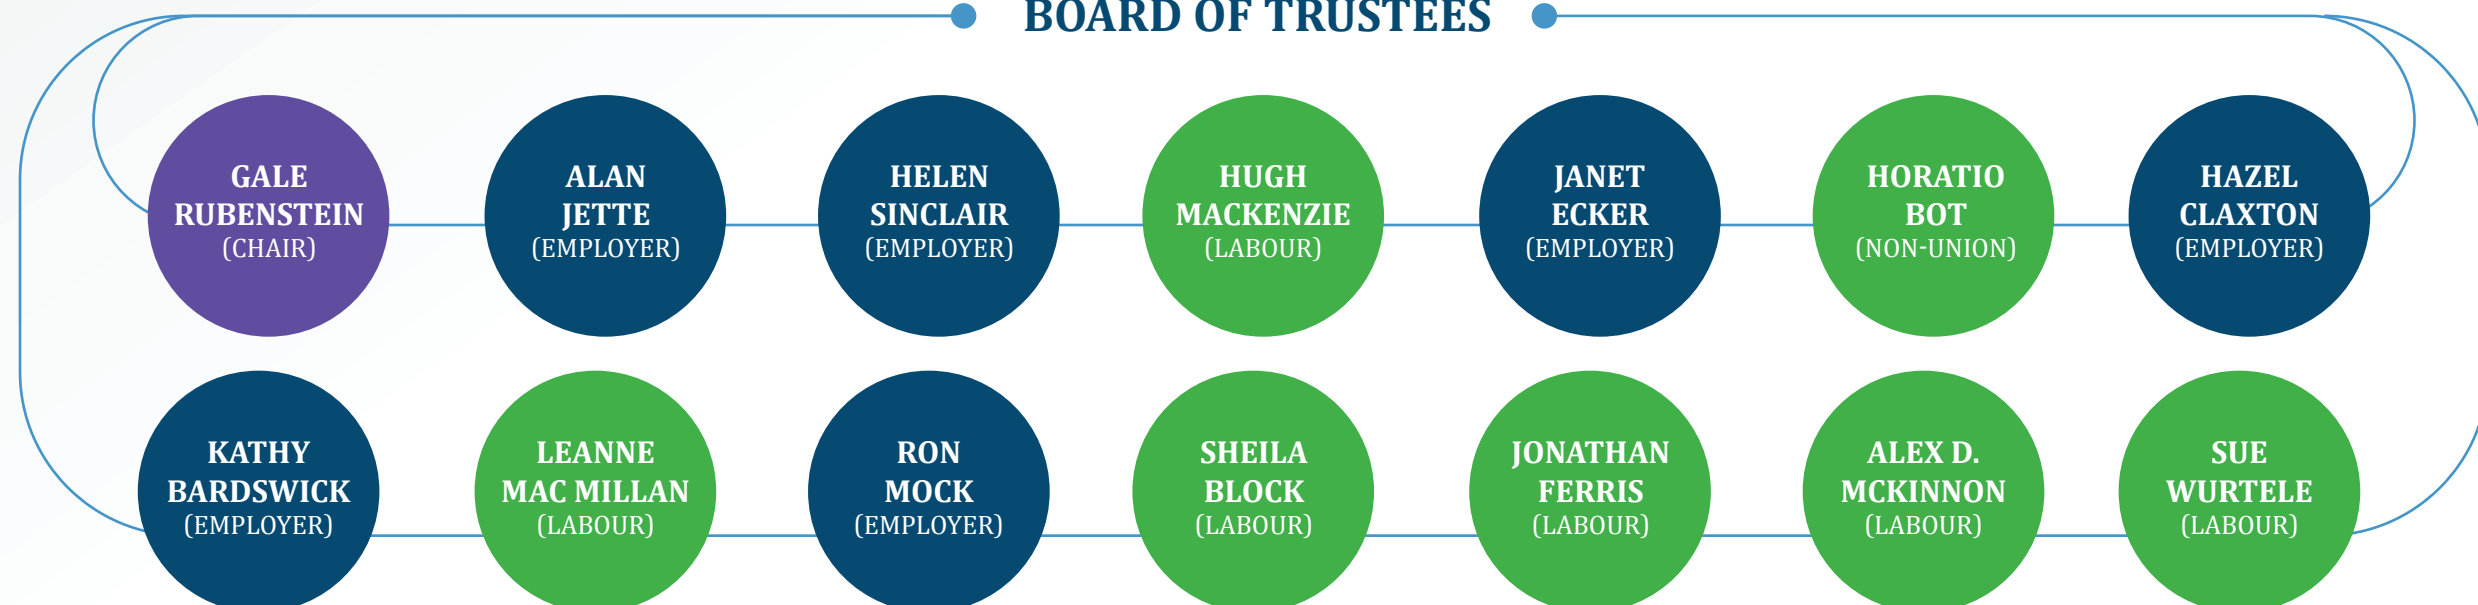 BOARD OF TRUSTEES
GALE
RUBENSTEIN
(CHAIR)
ALAN
JETTE
(EMPLOYER)
HELEN
SINCLAIR
(EMPLOYER)
HUGH
MACKENZIE
(LABOUR)
JANET
ECKER
(EMPLOYER)
HORATIO
BOT
(NON-UNION)
HAZEL
CLAXTON
(EMPLOYER)
KATHY
BARDSWICK
(EMPLOYER)
LEANNE
MAC MILLAN
(LABOUR)
RON
MOCK
(EMPLOYER)
SHEILA
BLOCK
(LABOUR)
JONATHAN
FERRIS
(LABOUR)
ALEX D.
MCKINNON
(LABOUR)
SUE
WURTELE
(LABOUR)